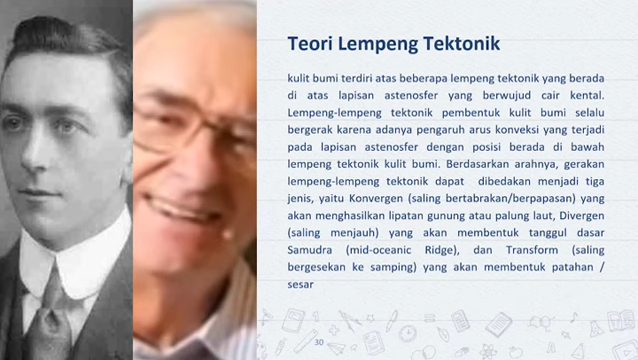 Teori Lempeng Tektonik
kulit bumi terdiri atas beberapa lempeng tektonik yang berada
di atas lapisan astenosfer yang berwujud cair kental.
Lempeng-lempeng tektonik pembentuk kulit bumi selalu
bergerak karena adanya pengaruh arus konveksi yang terjadi
pada lapisan astenosfer dengan posisi berada di bawah
lempeng tektonik kulit bumi. Berdasarkan arahnya, gerakan
lempeng-lempeng tektonik dapat dibedakan menjadi tiga
jenis, yaitu Konvergen (saling bertabrakan/berpapasan) yang
akan menghasilkan lipatan gunung atau palung laut, Divergen
(saling menjauh) yang akan membentuk tanggul dasar
Samudra (mid-oceanic Ridge), dan Transform (saling
bergesekan ke samping) yang akan membentuk patahan /
sesar
30